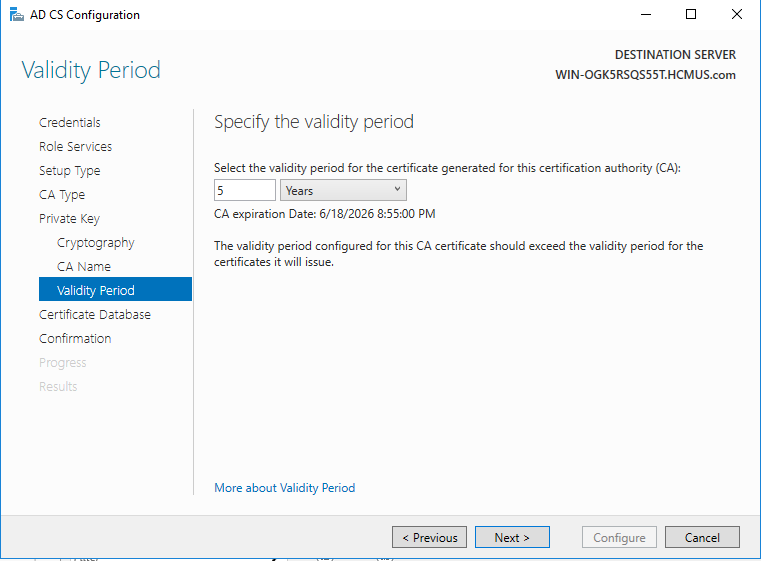 AD CS Configuration
Validity Period
DESTINATION SERVER
WIN-OGK5RSQS55T.HCMUS.com
Credentials
Role Services
Setup Type
CA Type
Private Key
Cryptography
CA Name
Validity Period
Certificate Database
Confirmation
Progress
Results
Specify the validity period
Select the validity period for the certificate generated for this certification authority (CA):
5 Years
CA expiration Date: 6/18/2026 8:55:00 PM
The validity period configured for this CA certificate should exceed the validity period for the
certificates it will issue.
More about Validity Period
< Previous Next > Configure Cancel